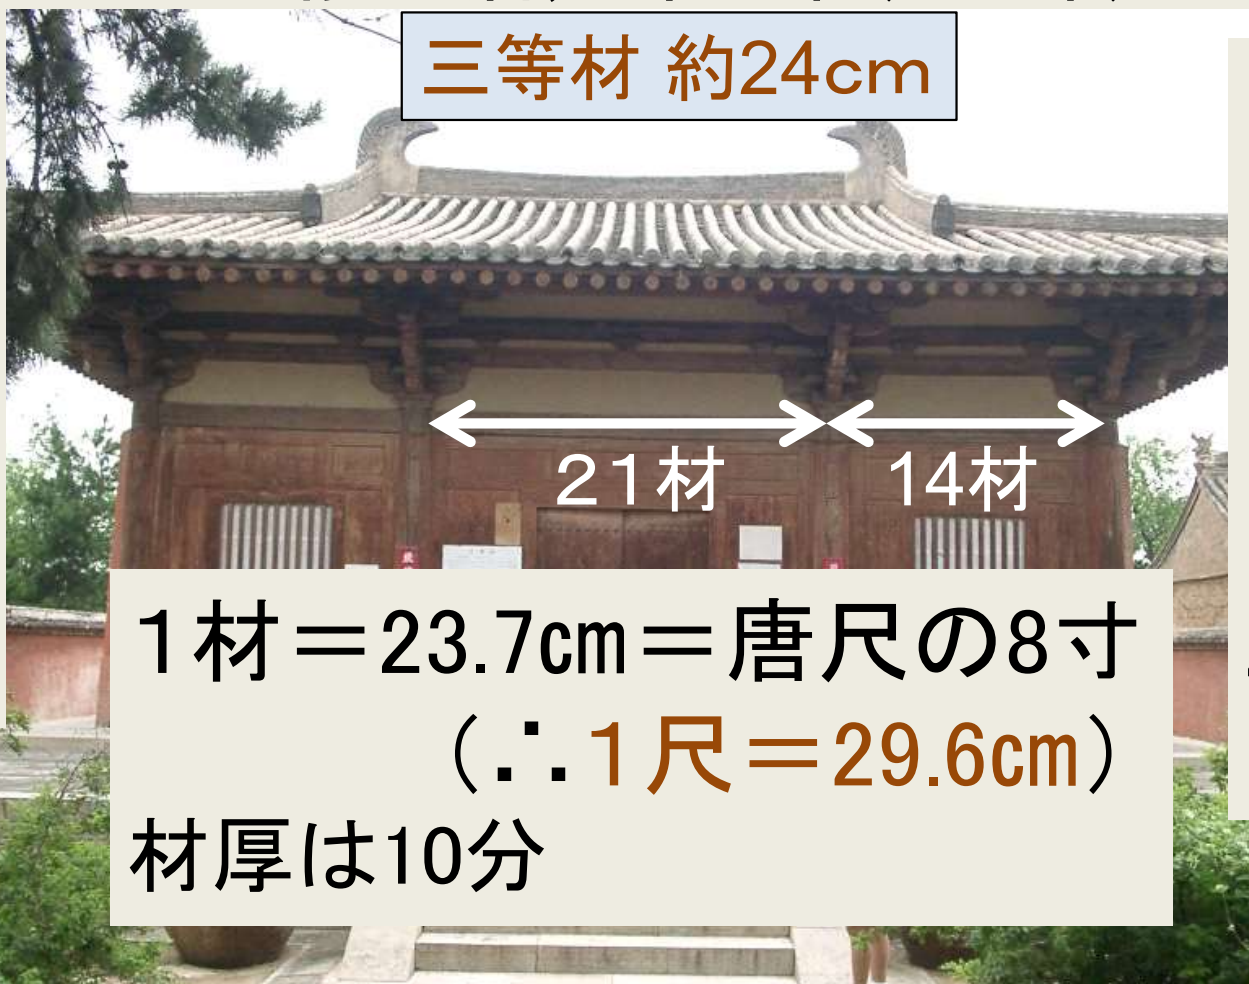 三等材 約24cm
21材
14材
1材＝23.7㎝＝唐尺の8寸
（∴1尺＝29.6㎝）
材厚は10分